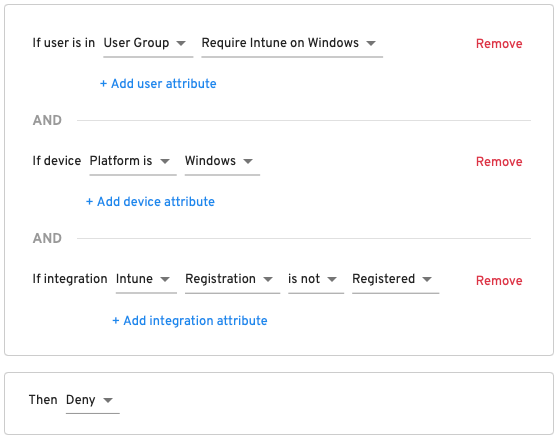 If user is in User Group Require Intune on Windows Remove
+ Add user attribute
AND
If device Platform is Windows Remove
+ Add device attribute
AND
If integration Intune Registration is not Registered Remove
+ Add integration attribute
Then Deny